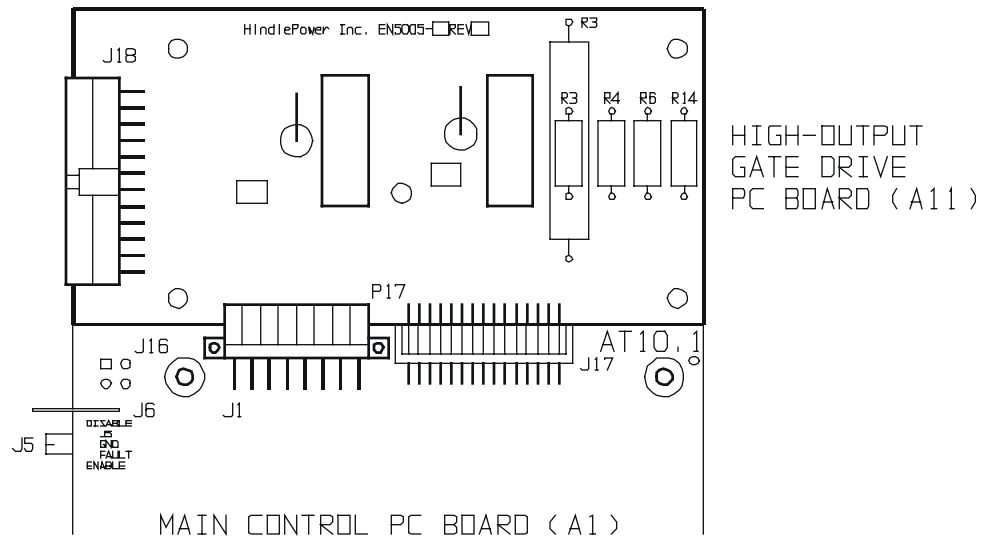 HindlePower Inc. EN5005- REV
R3
J18
R3 R4 R6 R14
HIGH-OUTPUT
GATE DRIVE
PC BOARD (A11)
P17
J16
AT10.1
J17
J6
J1
DISABLE
J5
J5
GND
FAULT
ENABLE
MAIN CONTROL PC BOARD (A1)